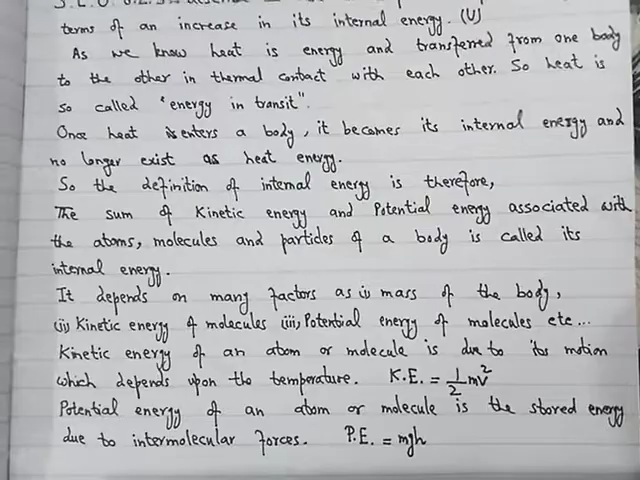 terms of an increase in its internal energy. (U)
As we know heat is energy and transferred from one body
to the other in thermal contact with each other. So heat is
so called "energy in transit".
Once heat enters a body, it becomes its internal energy and
no longer exist as heat energy.
So the definition of internal energy is therefore,
The sum of Kinetic energy and Potential energy associated with
the atoms, molecules and particles of a body is called its
internal energy.
It depends on many factors as (i) mass of the body,
(ii) Kinetic energy of molecules (iii) Potential energy of molecules etc...
Kinetic energy of an atom or molecule is due to its motion
which depends upon the temperature. K.E. = 1/2 mv²
Potential energy of an atom or molecule is the stored energy
due to intermolecular forces. P.E. = mgh